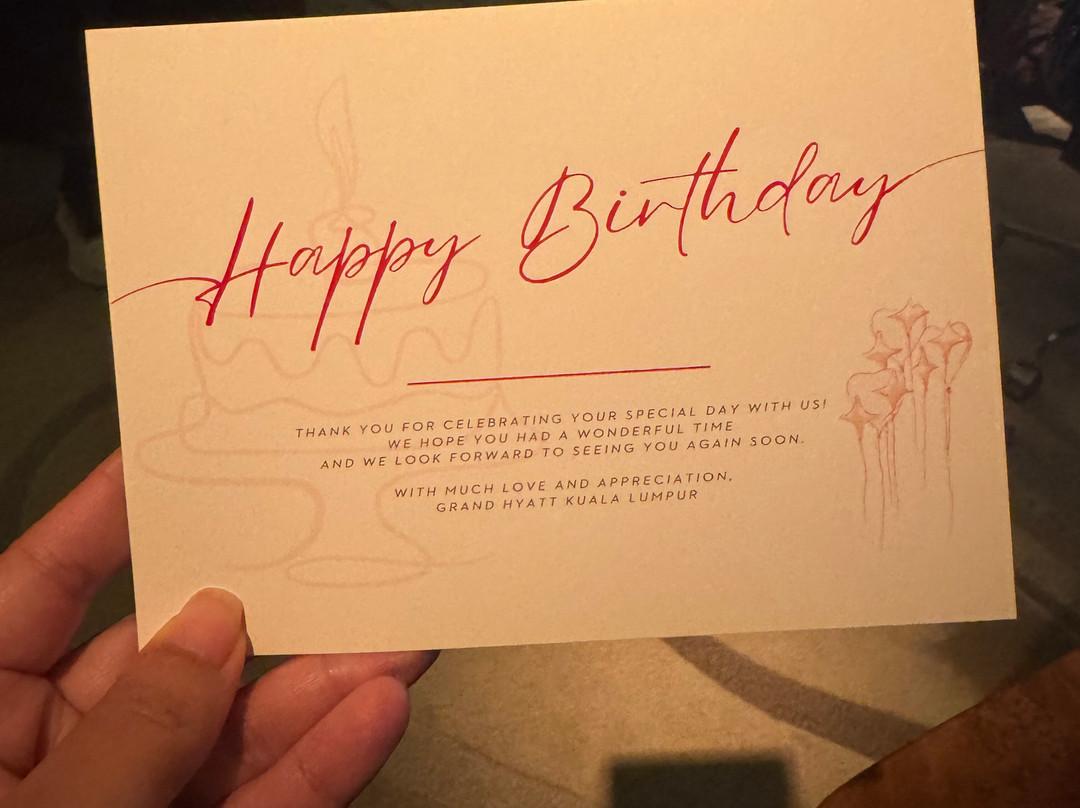 Happy Birthday
THANK YOU FOR CELEBRATING YOUR SPECIAL DAY WITH US!
WE HOPE YOU HAD A WONDERFUL TIME
AND WE LOOK FORWARD TO SEEING YOU AGAIN SOON.
WITH MUCH LOVE AND APPRECIATION,
GRAND HYATT KUALA LUMPUR